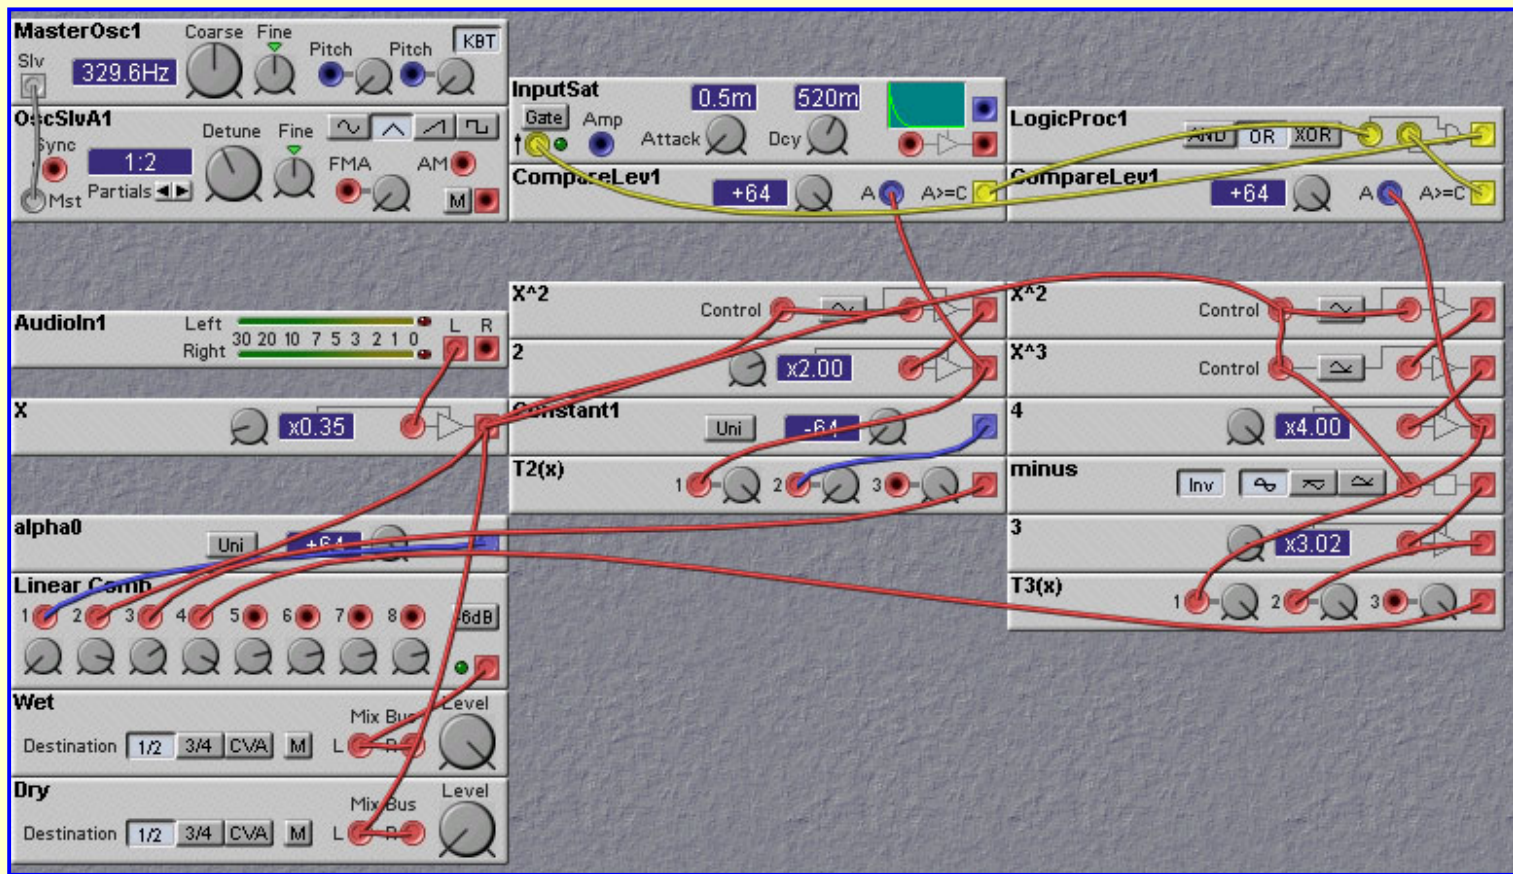 MasterOsc1 Coarse Fine Pitch Pitch KBT
Slv 329.6Hz
OscSlvA1 Detune Fine
Sync 1:2 FMA AM
Mst Partials M
InputSat 0.5m 520m
Gate Amp Attack Dcy
CompareLev1 +64 A A>=C
LogicProc1 AND OR XOR
CompareLev1 +64 A A>=C
AudioIn1 Left L R
30 20 10 7 5 3 2 1 0
Right
X x0.35
X^2 Control
2 x2.00
Constant1 Uni -64
T2(x) 1 2 3
X^2 Control
X^3 Control
4 x4.00
minus Inv
3 x3.02
T3(x) 1 2 3
alpha0 Uni +64
Linear Comb
1 2 3 4 5 6 7 8 -6dB
Wet Mix Bus Level
Destination 1/2 3/4 CVA M L R
Dry Mix Bus Level
Destination 1/2 3/4 CVA M L R